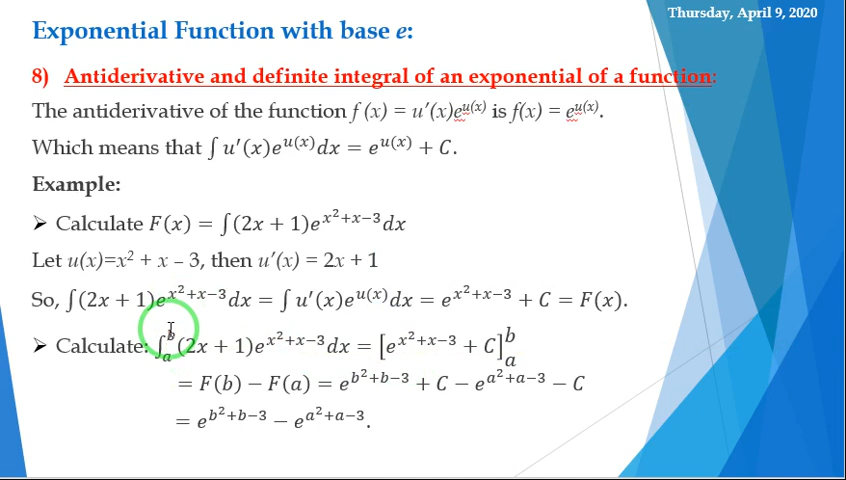 Thursday, April 9, 2020
Exponential Function with base e:
8) Antiderivative and definite integral of an exponential of a function:
The antiderivative of the function f (x) = u′(x)e^{u(x)} is f(x) = e^{u(x)}.
Which means that ∫ u′(x)e^{u(x)}dx = e^{u(x)} + C.
Example:
➢ Calculate F(x) = ∫(2x + 1)e^{x²+x−3}dx
Let u(x)=x² + x – 3, then u′(x) = 2x + 1
So, ∫(2x + 1)e^{x²+x−3}dx = ∫ u′(x)e^{u(x)}dx = e^{x²+x−3} + C = F(x).
➢ Calculate: ∫_a^b(2x + 1)e^{x²+x−3}dx = [e^{x²+x−3} + C]_a^b
= F(b) − F(a) = e^{b²+b−3} + C − e^{a²+a−3} − C
= e^{b²+b−3} − e^{a²+a−3}.